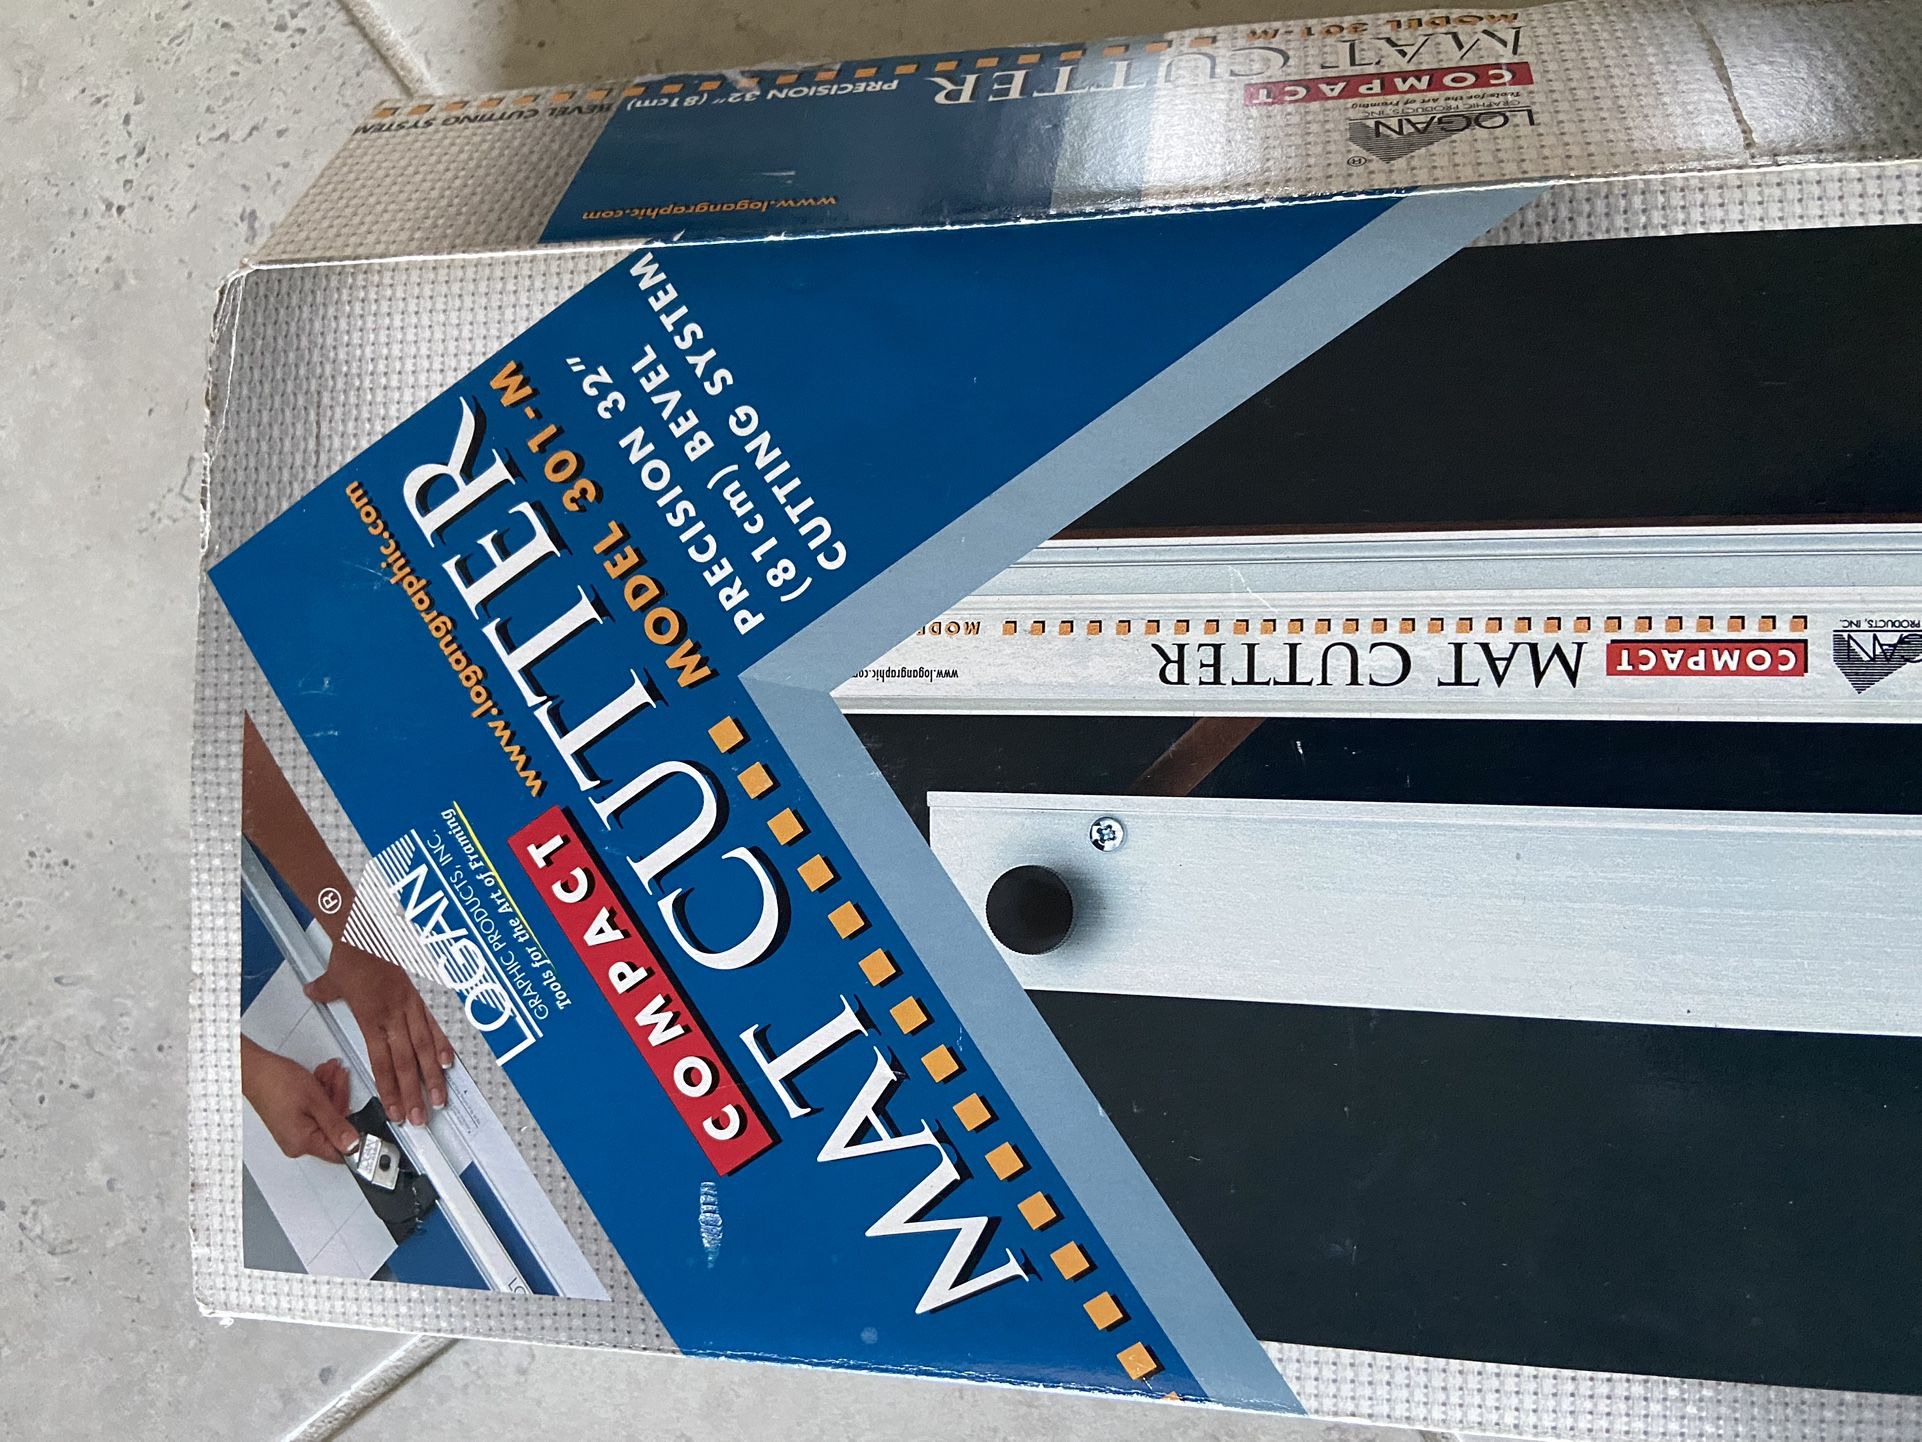 LOGAN
GRAPHIC PRODUCTS, INC.
Tools for the Art of Framing
®
COMPACT
MAT CUTTER
MODEL 301-M
PRECISION 32" (81cm)
BEVEL CUTTING SYSTEM
www.logangraphic.com
®
LOGAN
GRAPHIC PRODUCTS, INC.
Tools for the Art of Framing
www.logangraphic.com
COMPACT
MAT CUTTER
MODEL 301-M
PRECISION 32"
(81cm) BEVEL
CUTTING SYSTEM
PRODUCTS, INC.
COMPACT
MAT CUTTER
www.logangraphic.com